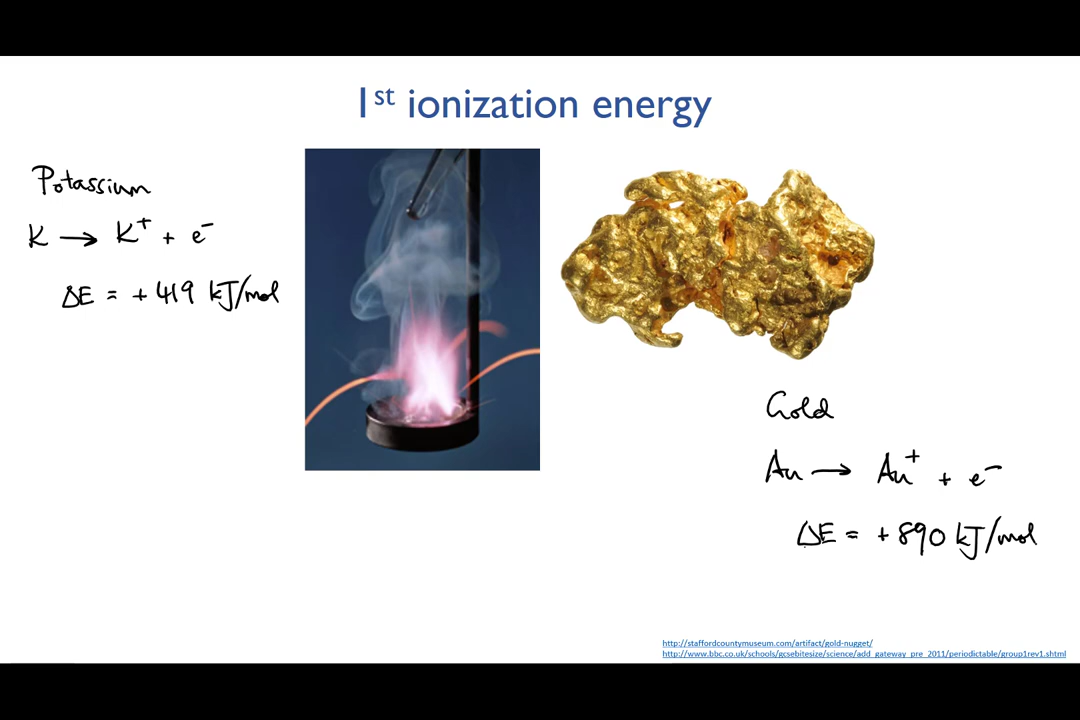 1st ionization energy
Potassium
K → K⁺ + e⁻
ΔE = + 419 kJ/mol
Gold
Au → Au⁺ + e⁻
ΔE = + 890 kJ/mol
http://staffordcountymuseum.com/artifact/gold-nugget/
http://www.bbc.co.uk/schools/gcsebitesize/science/add_gateway_pre_2011/periodictable/group1rev1.shtml